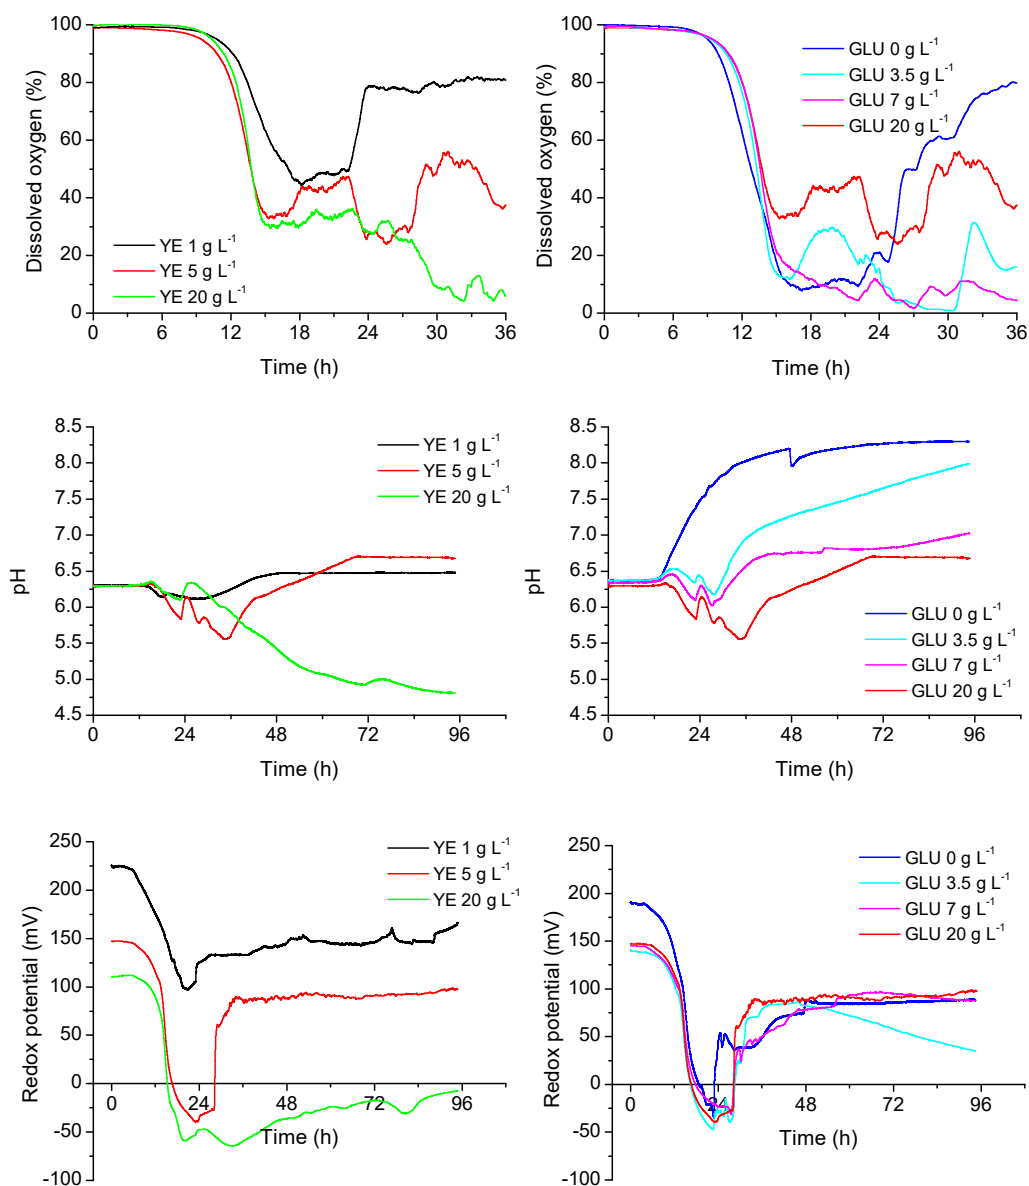 100
80
60
40
20
0
Dissolved oxygen (%)
YE 1 g L-1
YE 5 g L-1
YE 20 g L-1
0 6 12 18 24 30 36
Time (h)
100
80
60
40
20
0
Dissolved oxygen (%)
GLU 0 g L-1
GLU 3.5 g L-1
GLU 7 g L-1
GLU 20 g L-1
0 6 12 18 24 30 36
Time (h)
8.5
8.0
7.5
7.0
6.5
6.0
5.5
5.0
4.5
pH
YE 1 g L-1
YE 5 g L-1
YE 20 g L-1
0 24 48 72 96
Time (h)
8.5
8.0
7.5
7.0
6.5
6.0
5.5
5.0
4.5
pH
GLU 0 g L-1
GLU 3.5 g L-1
GLU 7 g L-1
GLU 20 g L-1
0 24 48 72 96
Time (h)
250
200
150
100
50
0
-50
-100
Redox potential (mV)
YE 1 g L-1
YE 5 g L-1
YE 20 g L-1
0 24 48 72 96
Time (h)
250
200
150
100
50
0
-50
-100
Redox potential (mV)
GLU 0 g L-1
GLU 3.5 g L-1
GLU 7 g L-1
GLU 20 g L-1
0 24 48 72 96
Time (h)